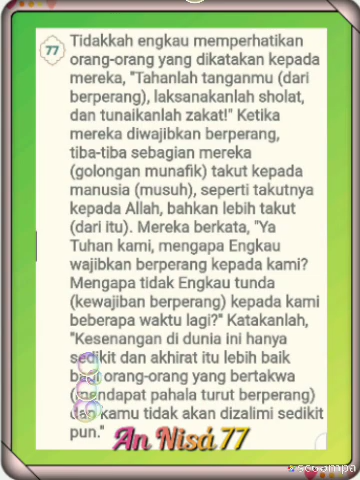 77
Tidakkah engkau memperhatikan
orang-orang yang dikatakan kepada
mereka, "Tahanlah tanganmu (dari
berperang), laksanakanlah sholat,
dan tunaikanlah zakat!" Ketika
mereka diwajibkan berperang,
tiba-tiba sebagian mereka
(golongan munafik) takut kepada
manusia (musuh), seperti takutnya
kepada Allah, bahkan lebih takut
(dari itu). Mereka berkata, "Ya
Tuhan kami, mengapa Engkau
wajibkan berperang kepada kami?
Mengapa tidak Engkau tunda
(kewajiban berperang) kepada kami
beberapa waktu lagi?" Katakanlah,
"Kesenangan di dunia ini hanya
sedikit dan akhirat itu lebih baik
bagi orang-orang yang bertakwa
(mendapat pahala turut berperang)
dan kamu tidak akan dizalimi sedikit
pun."
An Nisá 77